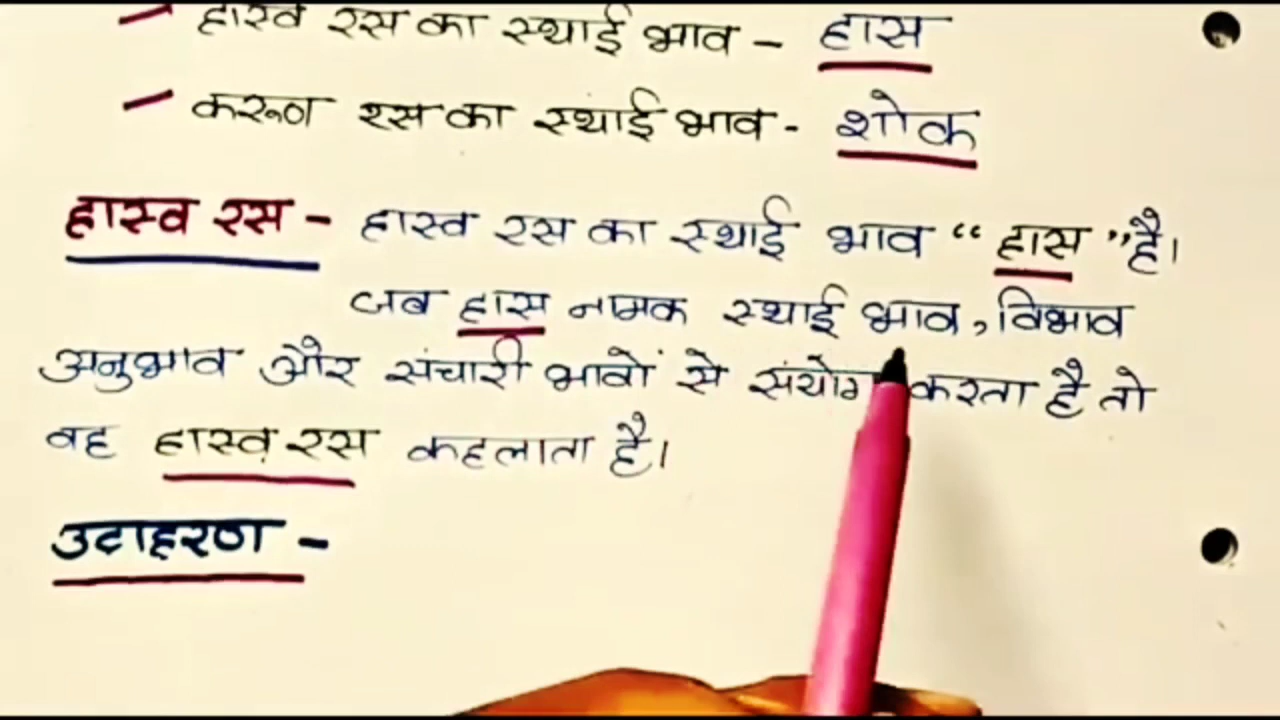 हास्य रस का स्थाई भाव - हास
करूण रस का स्थाई भाव - शोक
हास्य रस - हास्य रस का स्थाई भाव “ हास ” है।
जब हास नामक स्थाई भाव, विभाव
अनुभाव और संचारी भावों से संयोग करता है तो
वह हास्य रस कहलाता है।
उदाहरण -